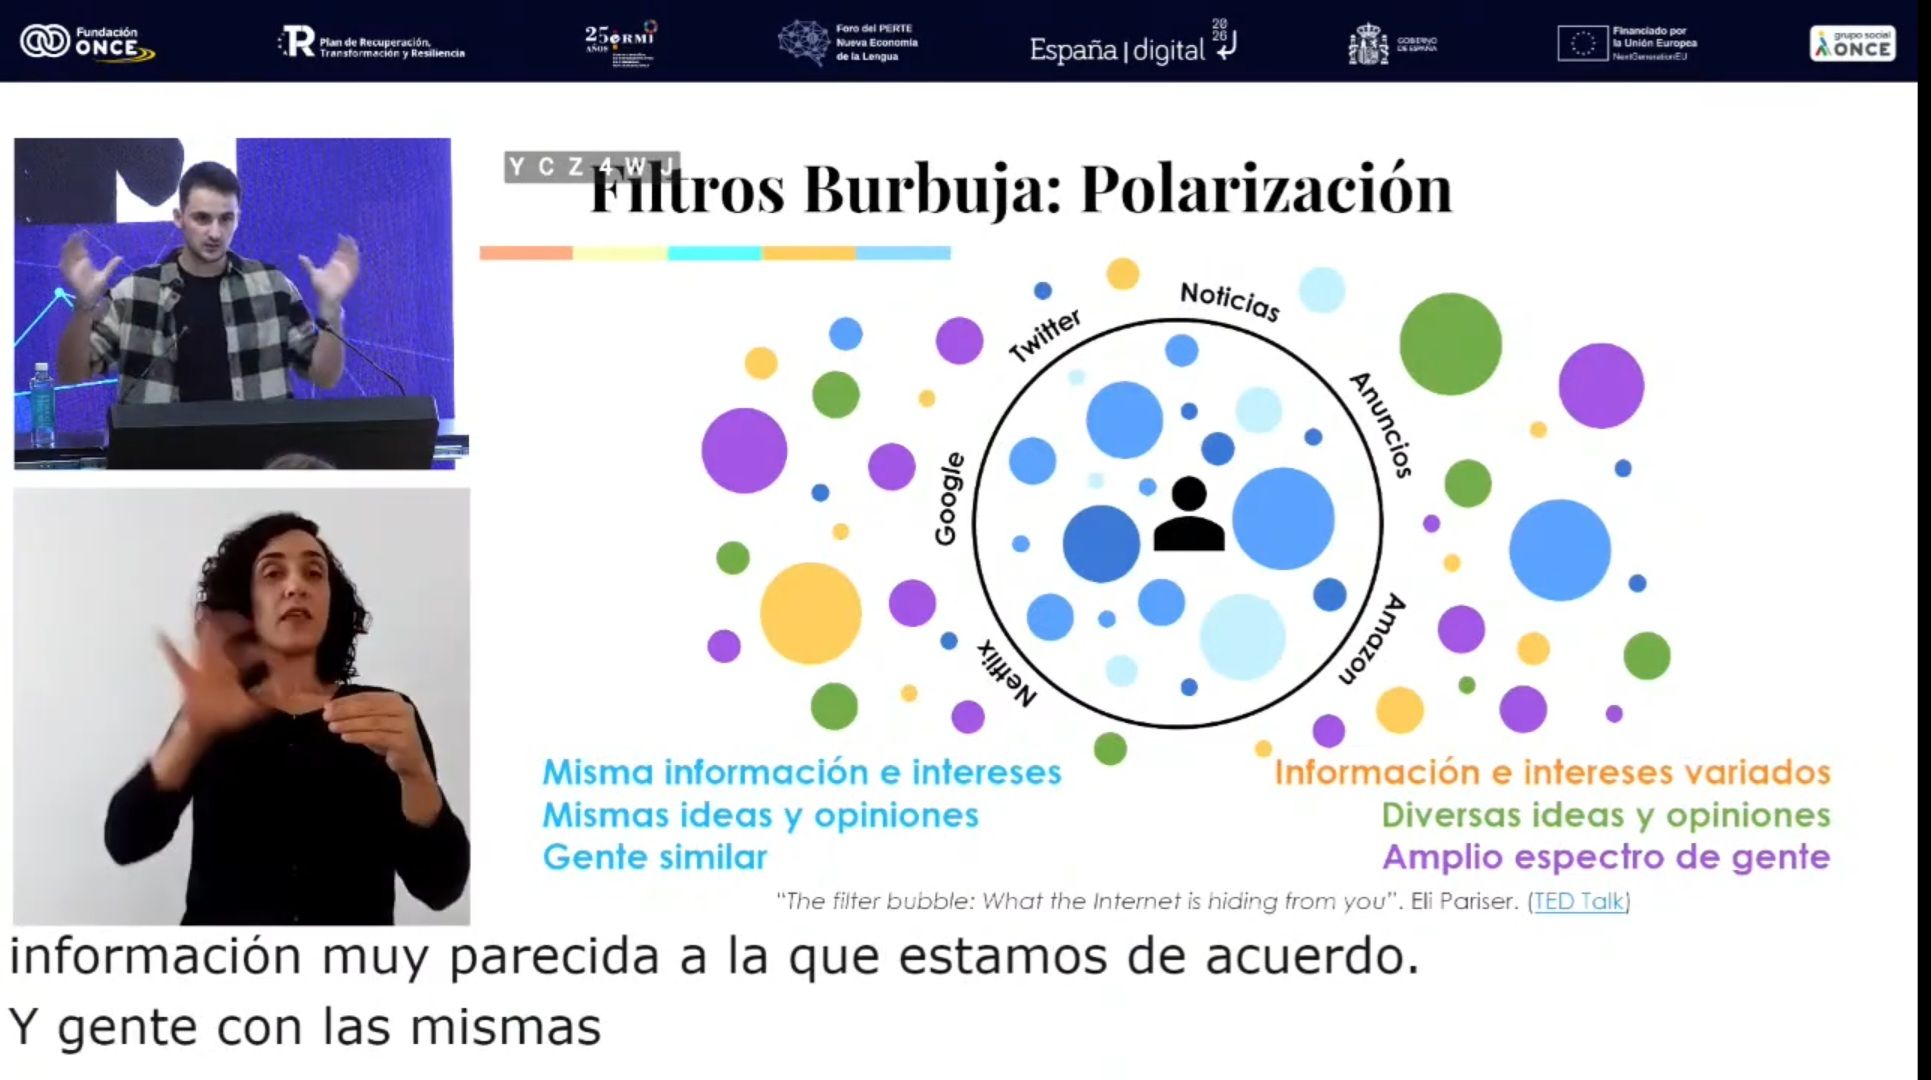 Fundación
ONCE
Plan de Recuperación,
Transformación y Resiliencia
25
AÑOS
Foro del PERTE
Nueva Economía
de la Lengua
España | digital 20
26
GOBIERNO
DE ESPAÑA
Financiado por
la Unión Europea
NextGenerationEU
grupo social
ONCE
Y C Z 4 W J
Filtros Burbuja: Polarización
Noticias
Twitter
Anuncios
Google
Amazon
Netflix
Misma información e intereses
Mismas ideas y opiniones
Gente similar
Información e intereses variados
Diversas ideas y opiniones
Amplio espectro de gente
“The filter bubble: What the Internet is hiding from you”. Eli Pariser. (TED Talk)
información muy parecida a la que estamos de acuerdo.
Y gente con las mismas